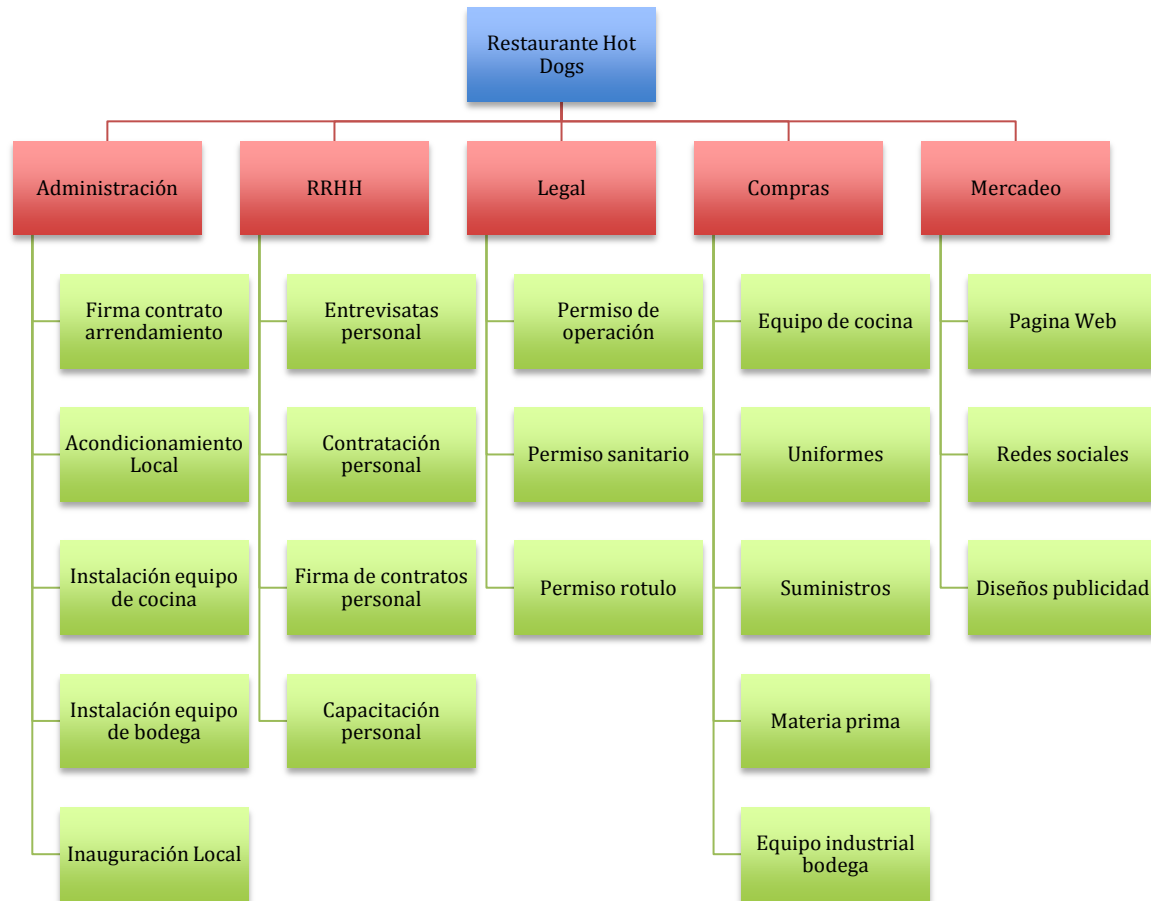 Restaurante Hot
Dogs
Administración
RRHH
Legal
Compras
Mercadeo
Firma contrato
arrendamiento
Acondicionamiento
Local
Instalación equipo
de cocina
Instalación equipo
de bodega
Inauguración Local
Entrevisatas
personal
Contratación
personal
Firma de contratos
personal
Capacitación
personal
Permiso de
operación
Permiso sanitario
Permiso rotulo
Equipo de cocina
Uniformes
Suministros
Materia prima
Equipo industrial
bodega
Pagina Web
Redes sociales
Diseños publicidad